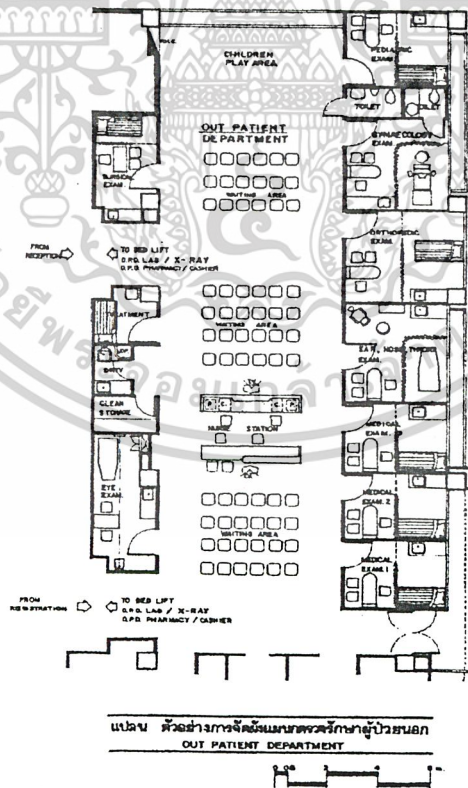 CHILDREN
PLAY AREA
PEDIATRIC
EXAM
TOILET
TOILET
OUT PATIENT
DEPARTMENT
GYNAECOLOGY
EXAM.
SURGICAL
EXAM
WAITING AREA
ORTHOPEDIC
EXAM.
FROM
RECEPTION
TO BED LIFT
O.P.D. LAB / X-RAY
O.P.D. PHARMACY / CASHIER
TREATMENT
WAITING AREA
EAR, NOSE, THROAT
EXAM.
DIRTY
CLEAN
STORAGE
NURSE STATION
MEDICAL
EXAM.
EYE
EXAM.
MEDICAL
EXAM. 2
WAITING AREA
MEDICAL
EXAM. 1
FROM
REGISTRATION
TO BED LIFT
O.P.D. LAB / X-RAY
O.P.D. PHARMACY / CASHIER
แปลน ตัวอย่างการจัดผังแผนกตรวจรักษาผู้ป่วยนอก
OUT PATIENT DEPARTMENT